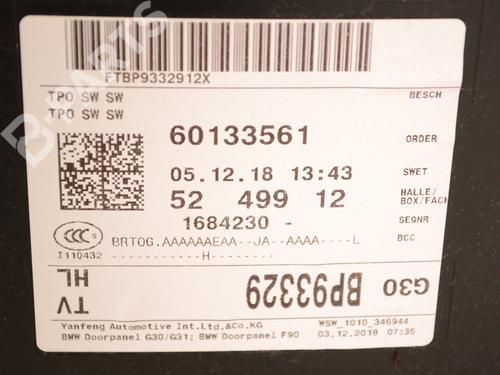 FTBP9332912X
TPO SW SW BESCH
TPO SW SW
60133561 ORDER
05.12.18 13:43 SWET
52 499 12 HALLE/
BOX/FACH
1684230 - SEQNR
CCC S
I110432
BRTOG.AAAAAAEAA--JA--AAAA----L BCC
G30 BP93329 TV
HL
Yanfeng Automotive Int.Ltd.&Co.KG WSW_1010_346944
BMW Doorpanel G30/G31; BMW Doorpanel F90 03.12.2018 07:35
B-PARTS